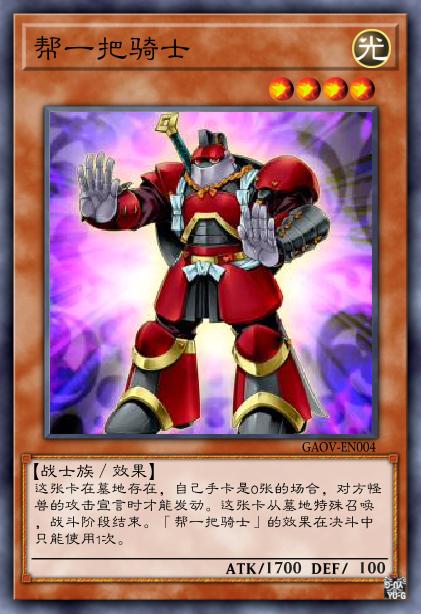 帮一把骑士
光
GAOV-EN004
【战士族／效果】
这张卡在墓地存在，自己手卡是0张的场合，对方怪
兽的攻击宣言时才能发动。这张卡从墓地特殊召唤
，战斗阶段结束。「帮一把骑士」的效果在决斗中
只能使用1次。
ATK/1700 DEF/ 100